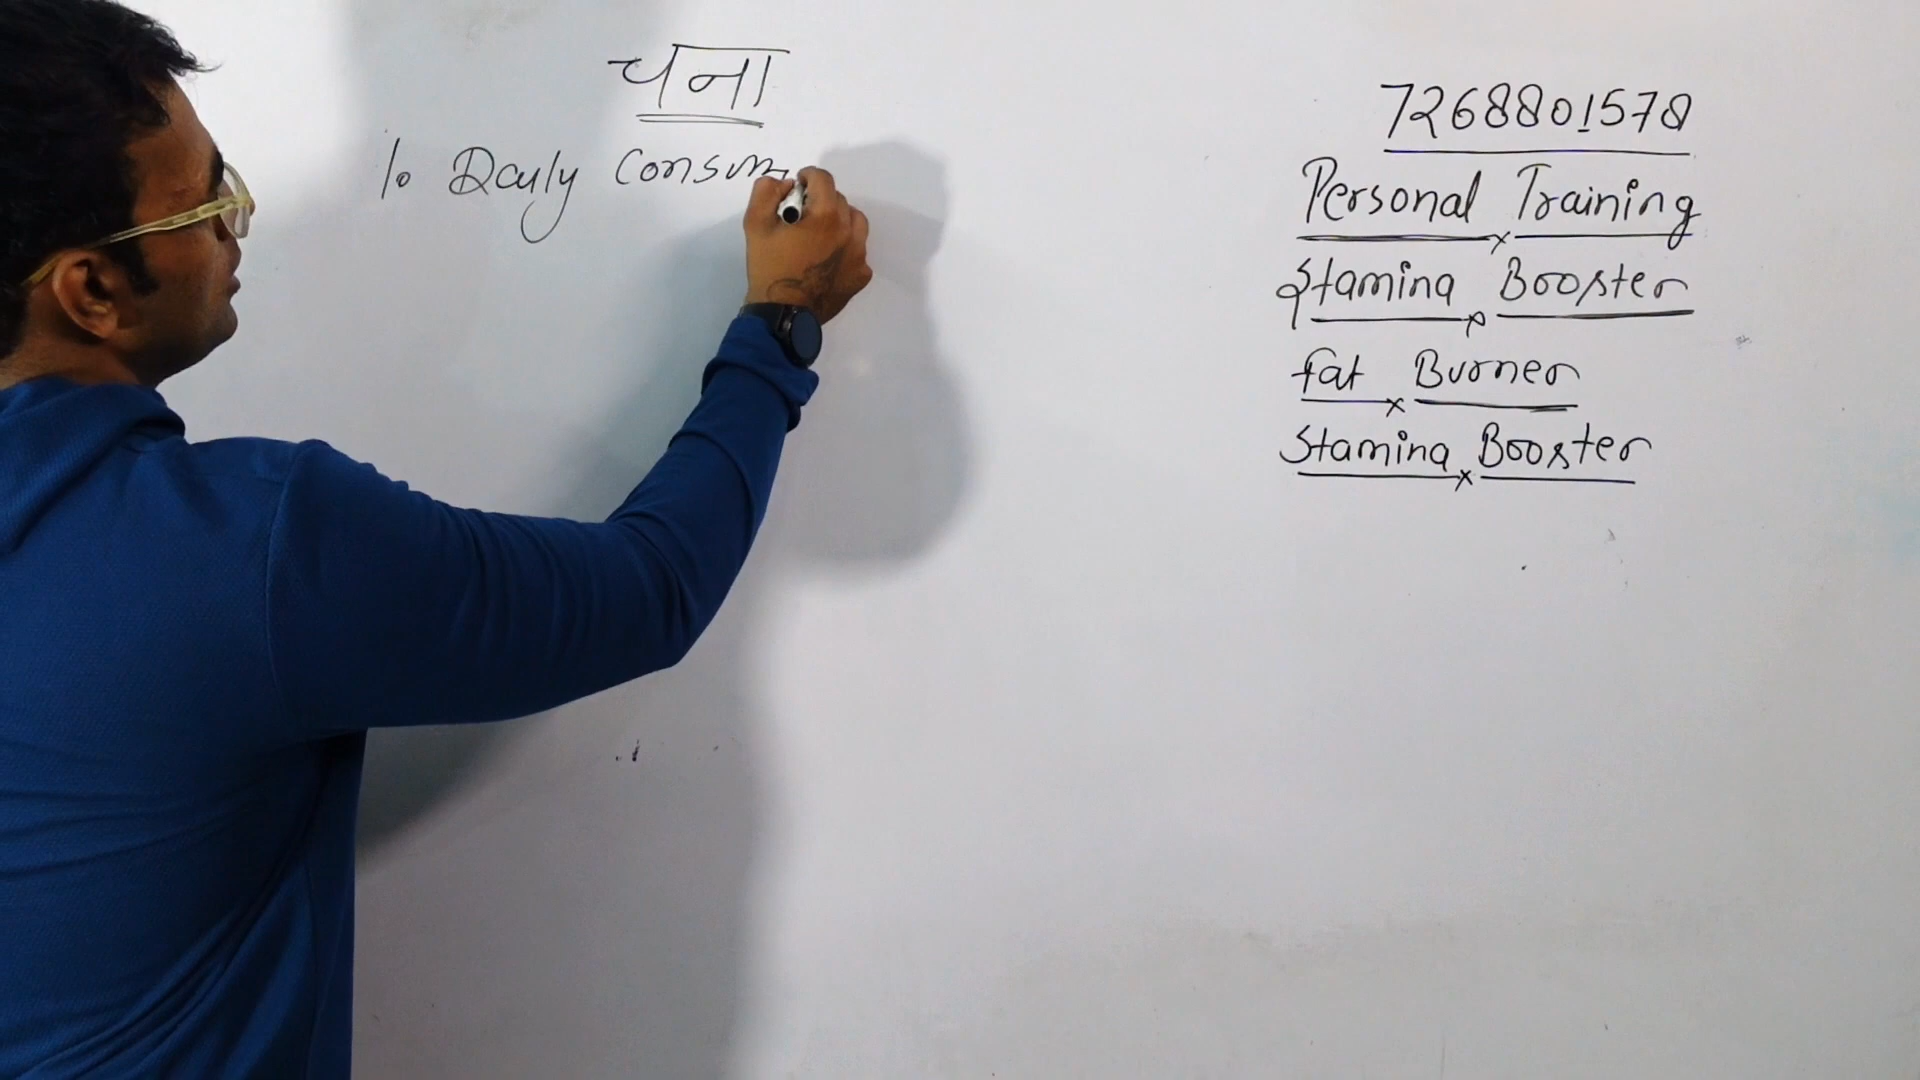 चना
1. Daily Consum
7268801578
Personal Training
Stamina Booster
Fat Burner
Stamina Booster